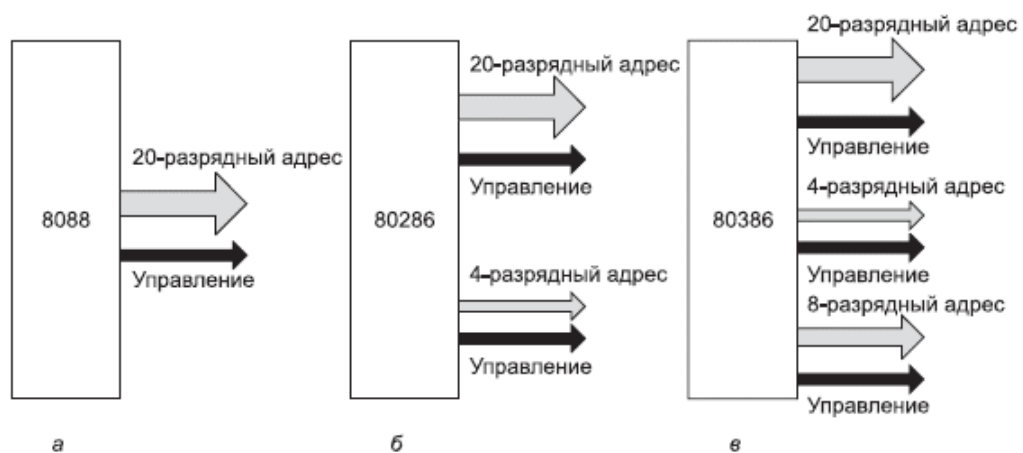 20-разрядный адрес
Управление
8088
а
20-разрядный адрес
Управление
80286
4-разрядный адрес
Управление
б
20-разрядный адрес
Управление
4-разрядный адрес
80386
Управление
8-разрядный адрес
Управление
в